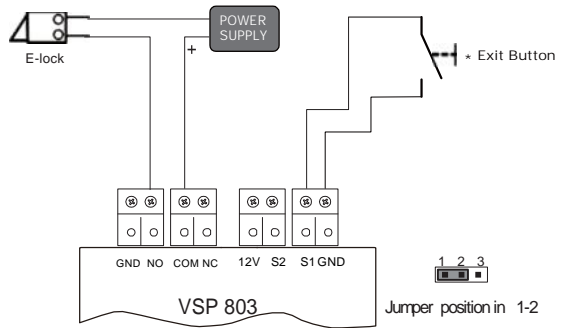 POWER
SUPPLY
+
E-lock
* Exit Button
GND NO COM NC 12V S2 S1 GND
1 2 3
VSP 803
Jumper position in 1-2